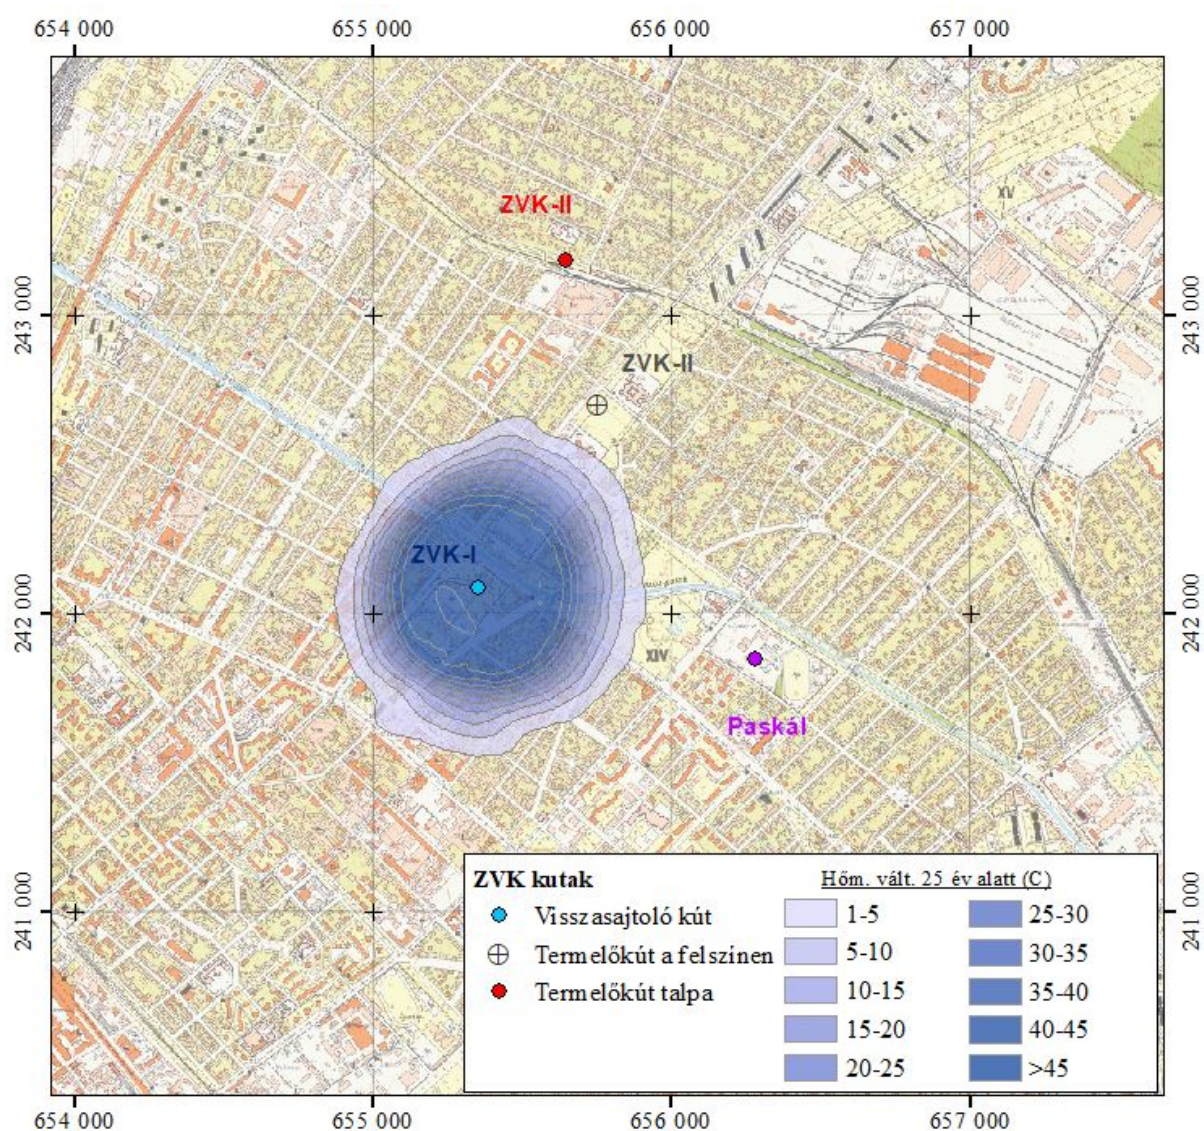 654 000 655 000 656 000 657 000
243 000 243 000
242 000 242 000
241 000 241 000
XV
ZVK-II
ZVK-II
ZVK-I
XIV
Paskál
ZVK kutak
Visszasajtoló kút
Termelőkút a felszínen
Termelőkút talpa
Hőm. vált. 25 év alatt (C)
1-5 25-30
5-10 30-35
10-15 35-40
15-20 40-45
20-25 >45
654 000 655 000 656 000 657 000